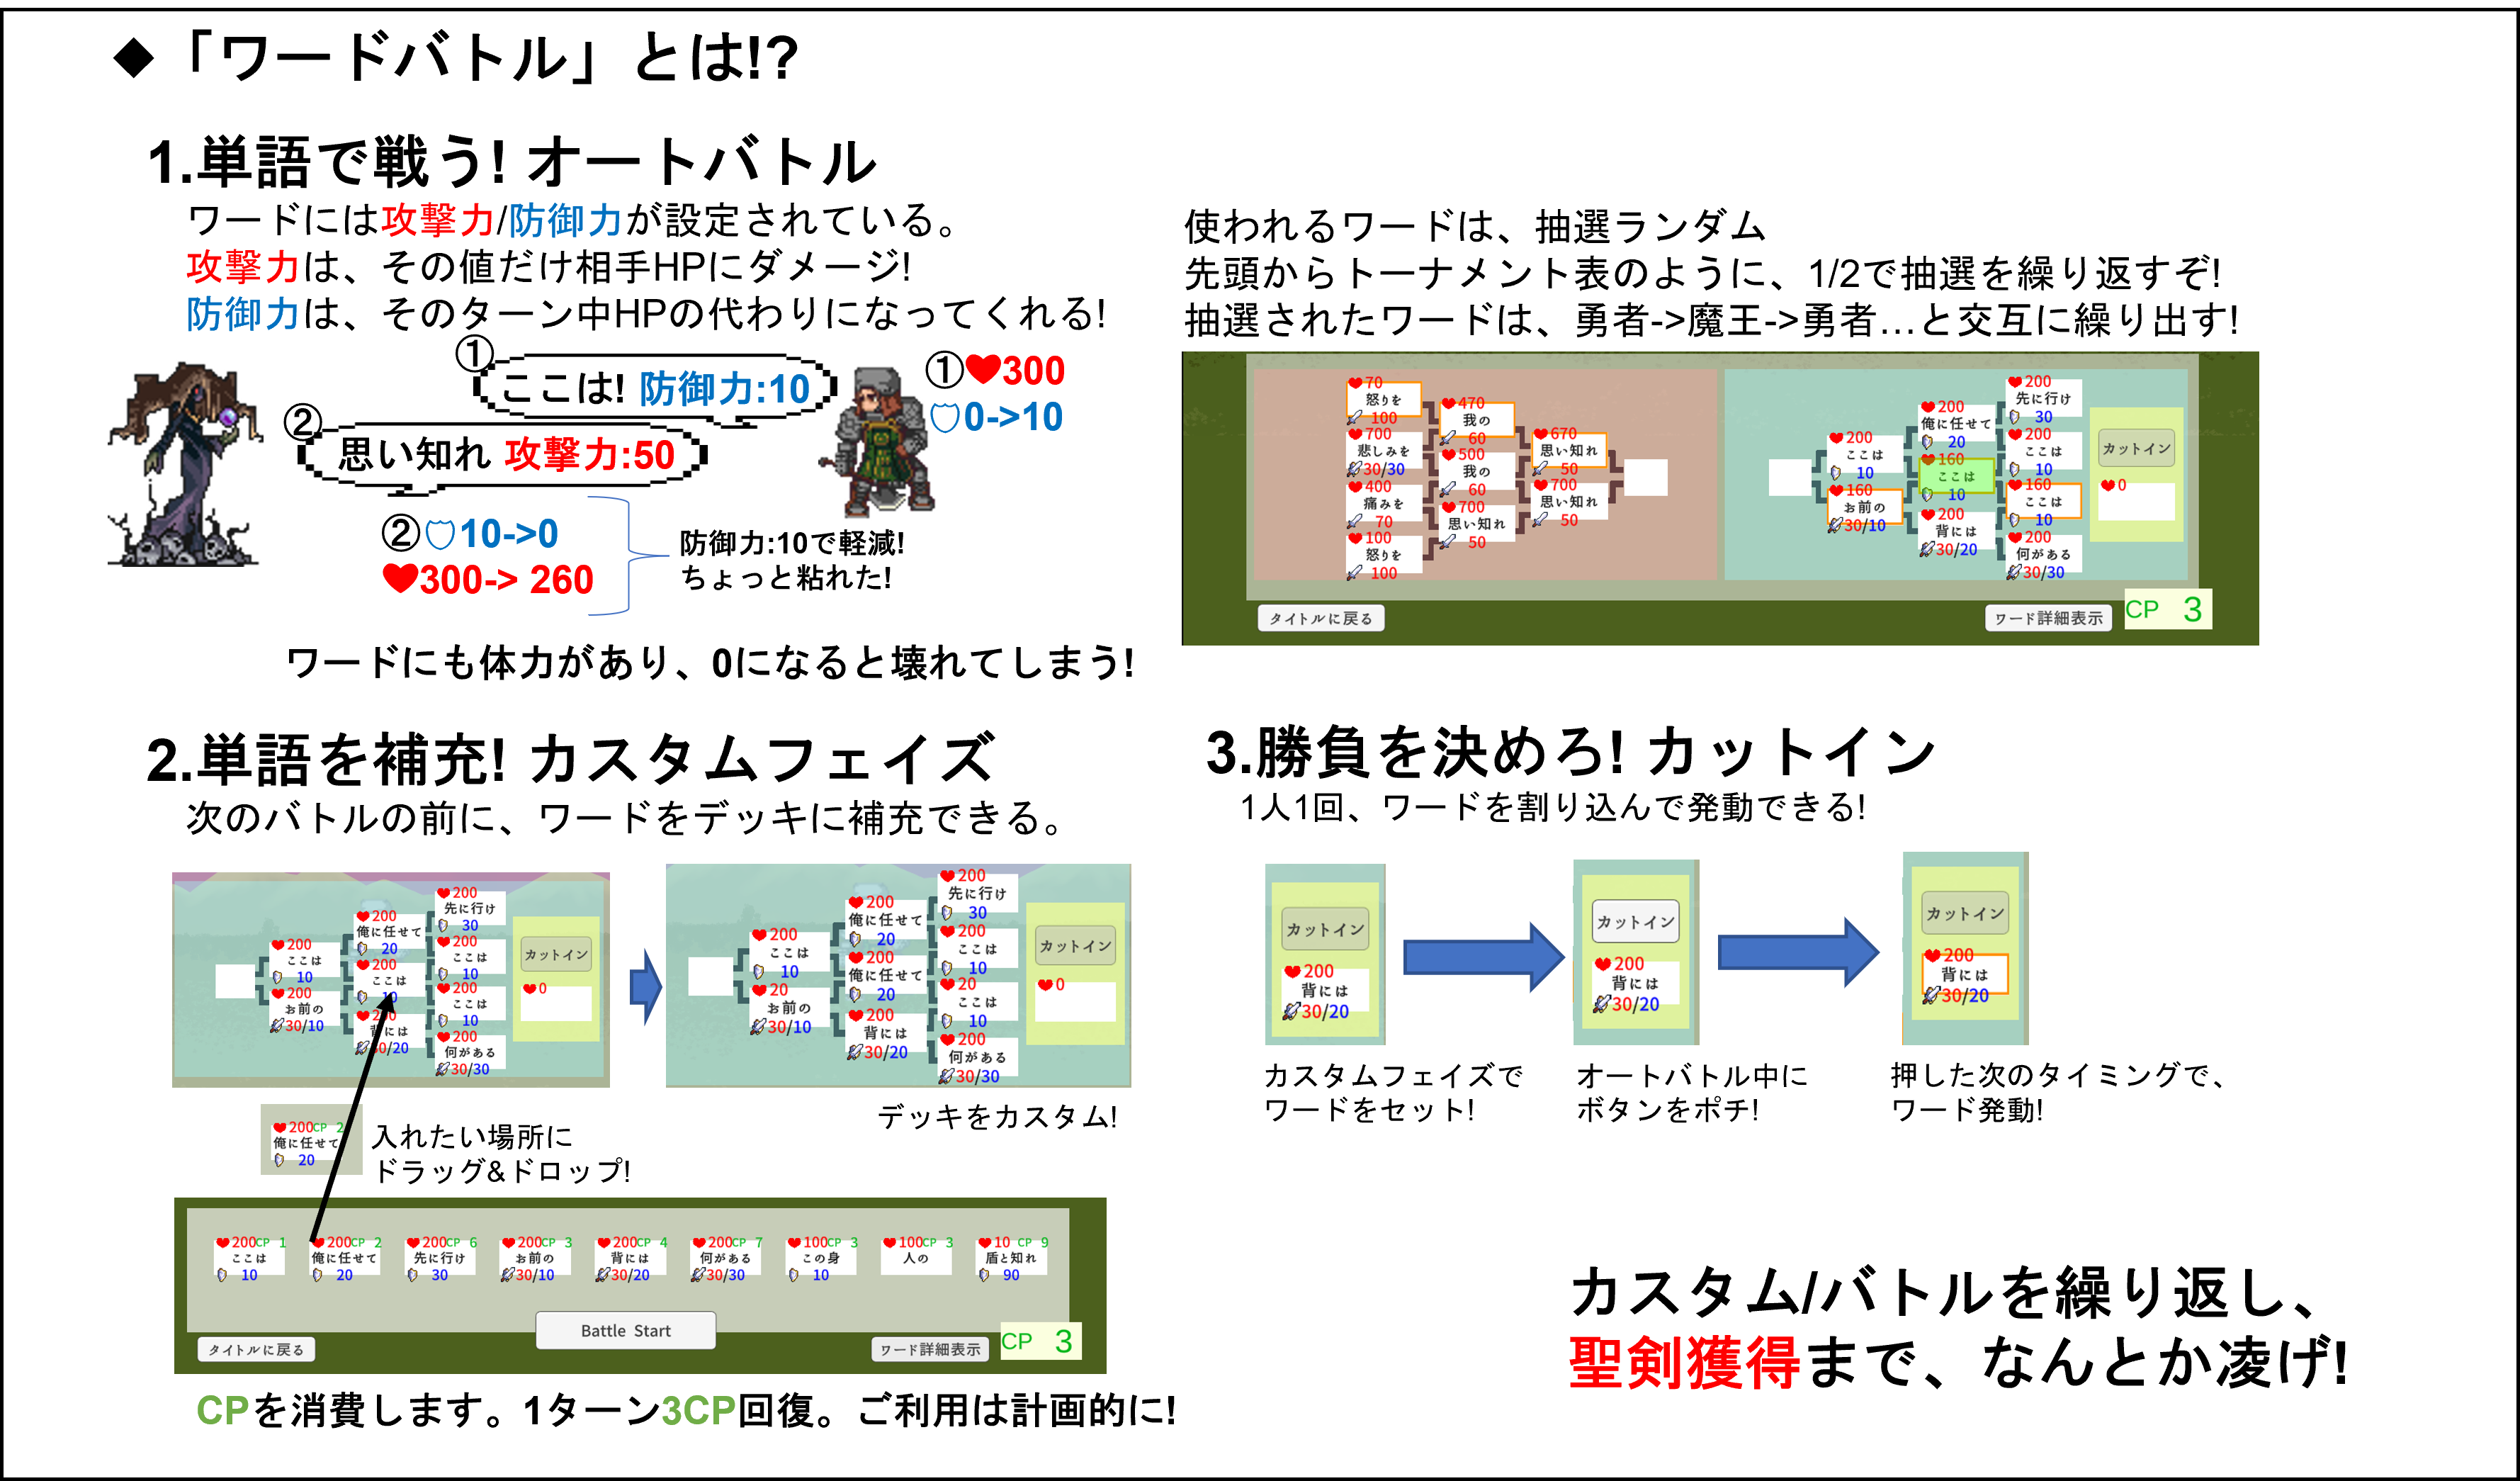 ◆「ワードバトル」とは!?
1.単語で戦う! オートバトル
ワードには攻撃力/防御力が設定されている。
攻撃力は、その値だけ相手HPにダメージ!
防御力は、そのターン中HPの代わりになってくれる!
①
ここは! 防御力:10
①300
0->10
②
思い知れ 攻撃力:50
②10->0
300-> 260
防御力:10で軽減!
ちょっと粘れた!
ワードにも体力があり、0になると壊れてしまう!
使われるワードは、抽選ランダム
先頭からトーナメント表のように、1/2で抽選を繰り返すぞ!
抽選されたワードは、勇者->魔王->勇者…と交互に繰り出す!
70
怒りを
100
700
悲しみを
30/30
400
痛みを
70
100
怒りを
100
470
我の
60
500
我の
60
700
思い知れ
50
670
思い知れ
50
700
思い知れ
50
200
ここは
10
160
お前の
30/10
200
俺に任せて
20
160
ここは
10
200
背には
30/20
200
先に行け
30
200
ここは
10
160
ここは
10
200
何がある
30/30
カットイン
0
タイトルに戻る
ワード詳細表示
CP 3
2.単語を補充! カスタムフェイズ
次のバトルの前に、ワードをデッキに補充できる。
200
ここは
10
200
お前の
30/10
200
俺に任せて
20
200
ここは
10
200
背には
30/20
200
先に行け
30
200
ここは
10
200
ここは
10
200
何がある
30/30
カットイン
0
200
ここは
10
20
お前の
30/10
200
俺に任せて
20
200
俺に任せて
20
200
背には
30/20
200
先に行け
30
200
ここは
10
20
ここは
10
200
何がある
30/30
カットイン
0
デッキをカスタム!
200CP 2
俺に任せて
20
入れたい場所に
ドラッグ&ドロップ!
200CP 1
ここは
10
200CP 2
俺に任せて
20
200CP 6
先に行け
30
200CP 3
お前の
30/10
200CP 4
背には
30/20
200CP 7
何がある
30/30
100CP 3
この身
10
100CP 3
人の
10 CP 9
盾と知れ
90
Battle Start
タイトルに戻る
ワード詳細表示
CP 3
CPを消費します。1ターン3CP回復。ご利用は計画的に!
3.勝負を決めろ! カットイン
1人1回、ワードを割り込んで発動できる!
カットイン
200
背には
30/20
カットイン
200
背には
30/20
カットイン
200
背には
30/20
カスタムフェイズで
ワードをセット!
オートバトル中に
ボタンをポチ!
押した次のタイミングで、
ワード発動!
カスタム/バトルを繰り返し、
聖剣獲得まで、なんとか凌げ!